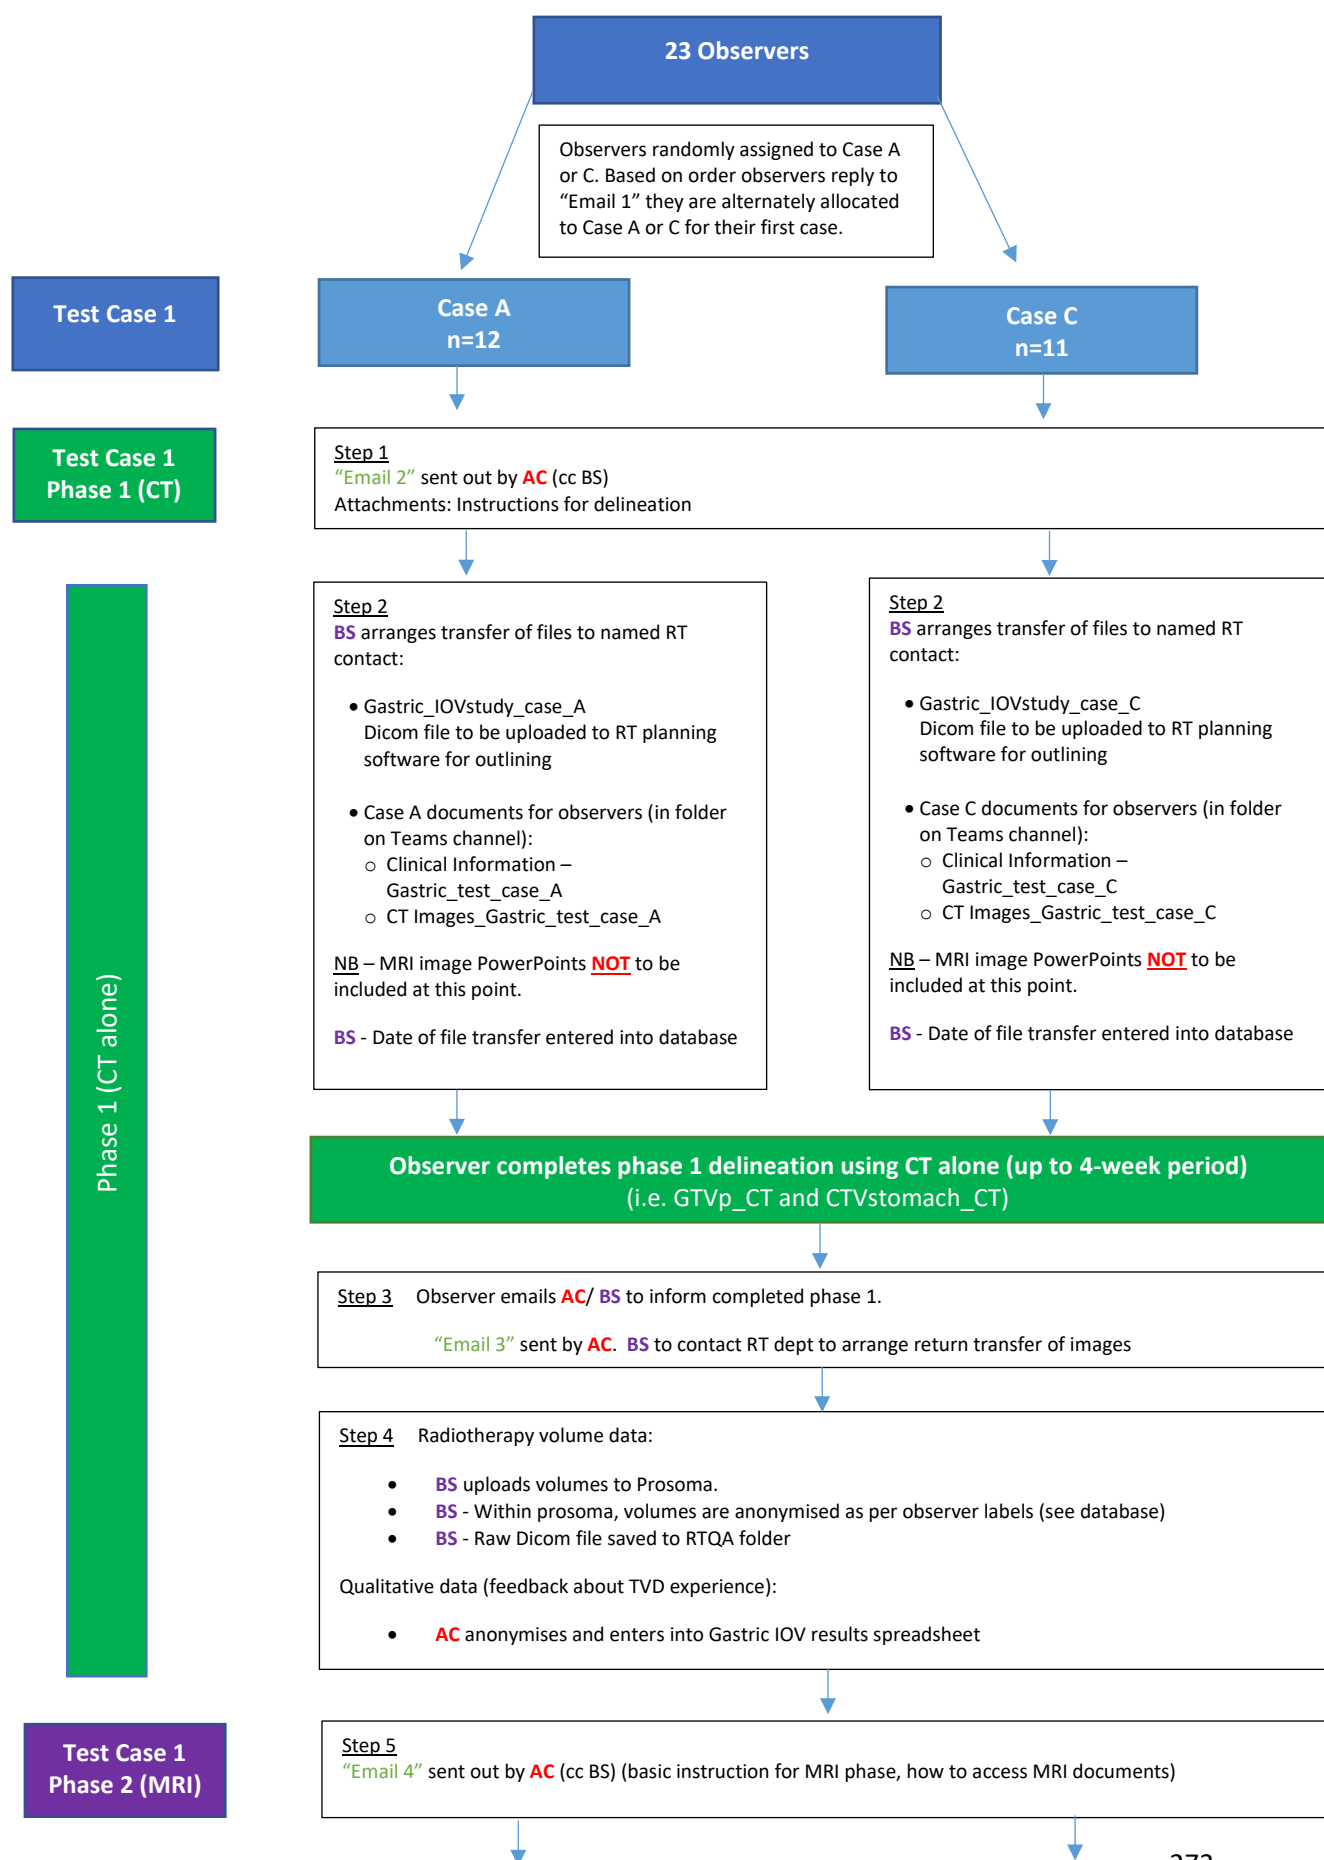 23 Observers
Observers randomly assigned to Case A
or C. Based on order observers reply to
“Email 1” they are alternately allocated
to Case A or C for their first case.
Test Case 1
Case A
n=12
Case C
n=11
Test Case 1
Phase 1 (CT)
Step 1
“Email 2” sent out by AC (cc BS)
Attachments: Instructions for delineation
Phase 1 (CT alone)
Step 2
BS arranges transfer of files to named RT
contact:
• Gastric_IOVstudy_case_A
Dicom file to be uploaded to RT planning
software for outlining
• Case A documents for observers (in folder
on Teams channel):
o Clinical Information –
Gastric_test_case_A
o CT Images_Gastric_test_case_A
NB – MRI image PowerPoints NOT to be
included at this point.
BS - Date of file transfer entered into database
Step 2
BS arranges transfer of files to named RT
contact:
• Gastric_IOVstudy_case_C
Dicom file to be uploaded to RT planning
software for outlining
• Case C documents for observers (in folder
on Teams channel):
o Clinical Information –
Gastric_test_case_C
o CT Images_Gastric_test_case_C
NB – MRI image PowerPoints NOT to be
included at this point.
BS - Date of file transfer entered into database
Observer completes phase 1 delineation using CT alone (up to 4-week period)
(i.e. GTVp_CT and CTVstomach_CT)
Step 3 Observer emails AC/ BS to inform completed phase 1.
“Email 3” sent by AC. BS to contact RT dept to arrange return transfer of images
Step 4 Radiotherapy volume data:
• BS uploads volumes to Prosoma.
• BS - Within prosoma, volumes are anonymised as per observer labels (see database)
• BS - Raw Dicom file saved to RTQA folder
Qualitative data (feedback about TVD experience):
• AC anonymises and enters into Gastric IOV results spreadsheet
Test Case 1
Phase 2 (MRI)
Step 5
“Email 4” sent out by AC (cc BS) (basic instruction for MRI phase, how to access MRI documents)